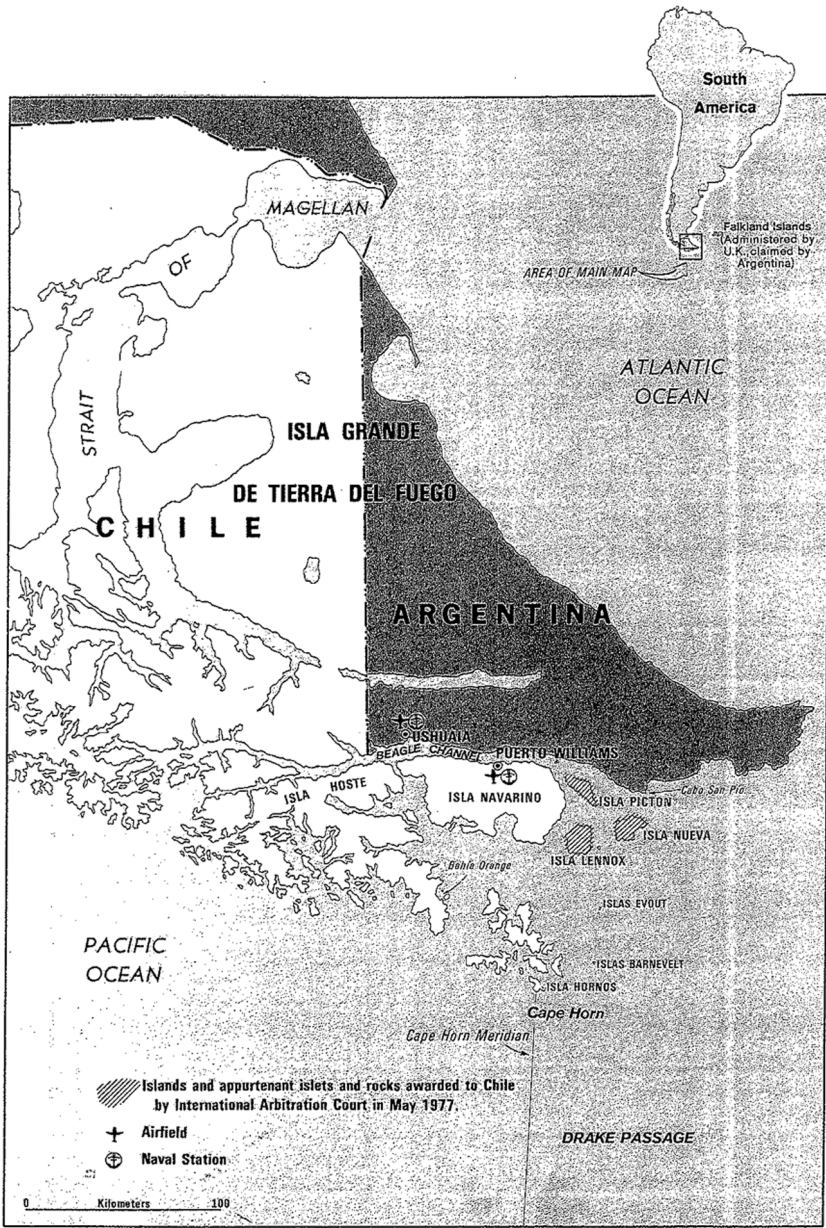 South
America
Falkland Islands
(Administered by
U.K., claimed by
Argentina)
AREA OF MAIN MAP
MAGELLAN
OF
STRAIT
ATLANTIC
OCEAN
ISLA GRANDE
DE TIERRA DEL FUEGO
CHILE
ARGENTINA
USHUAIA
BEAGLE CHANNEL
PUERTO WILLIAMS
ISLA HOSTE
ISLA NAVARINO
Cabo San Pío
ISLA PICTON
ISLA NUEVA
ISLA LENNOX
Bahía Orange
ISLAS EVOUT
PACIFIC
OCEAN
ISLAS BARNEVELT
ISLA HORNOS
Cape Horn
Cape Horn Meridian
Islands and appurtenant islets and rocks awarded to Chile
by International Arbitration Court in May 1977.
Airfield
Naval Station
DRAKE PASSAGE
0 Kilometers 100